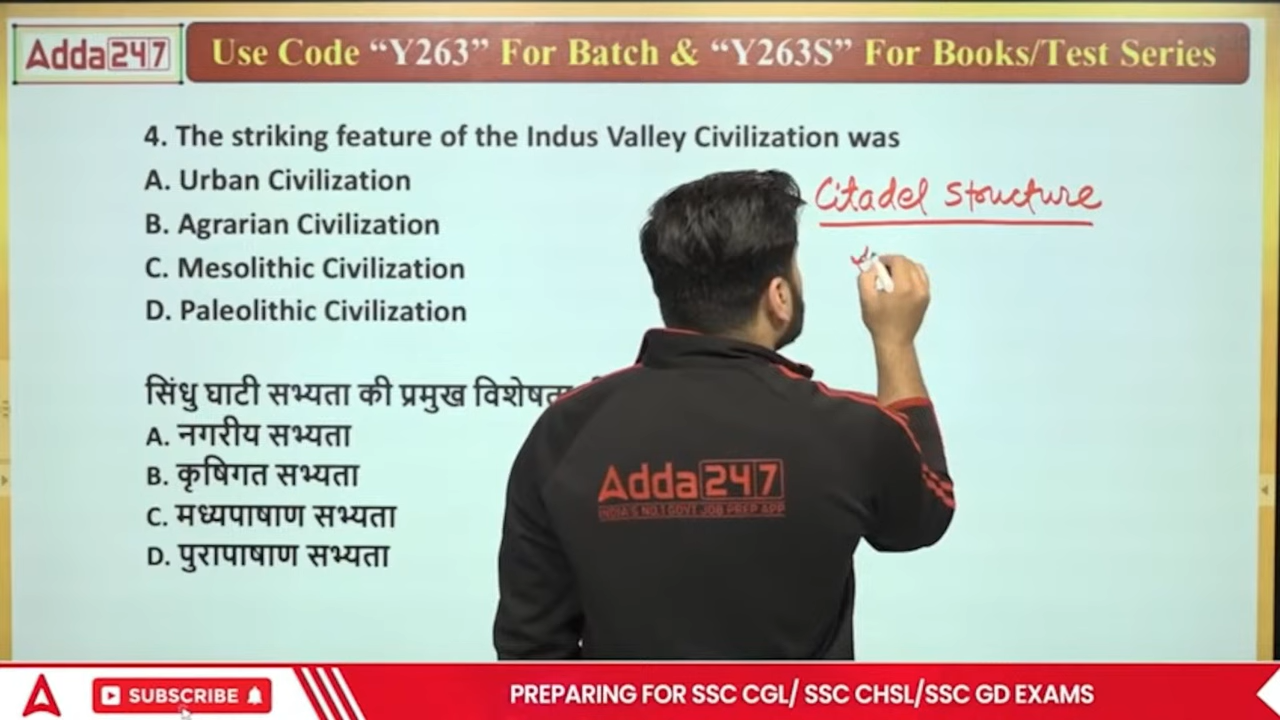 Adda247
Use Code “Y263” For Batch & “Y263S” For Books/Test Series
4. The striking feature of the Indus Valley Civilization was
A. Urban Civilization
B. Agrarian Civilization
C. Mesolithic Civilization
D. Paleolithic Civilization
Citadel Structure
सिंधु घाटी सभ्यता की प्रमुख
A. नगरीय सभ्यता
B. कृषिगत सभ्यता
C. मध्यपाषाण सभ्यता
D. पुरापाषाण सभ्यता
Adda247
INDIA'S NO.1 GOVT JOB PREP APP
SUBSCRIBE
PREPARING FOR SSC CGL/ SSC CHSL/SSC GD EXAMS